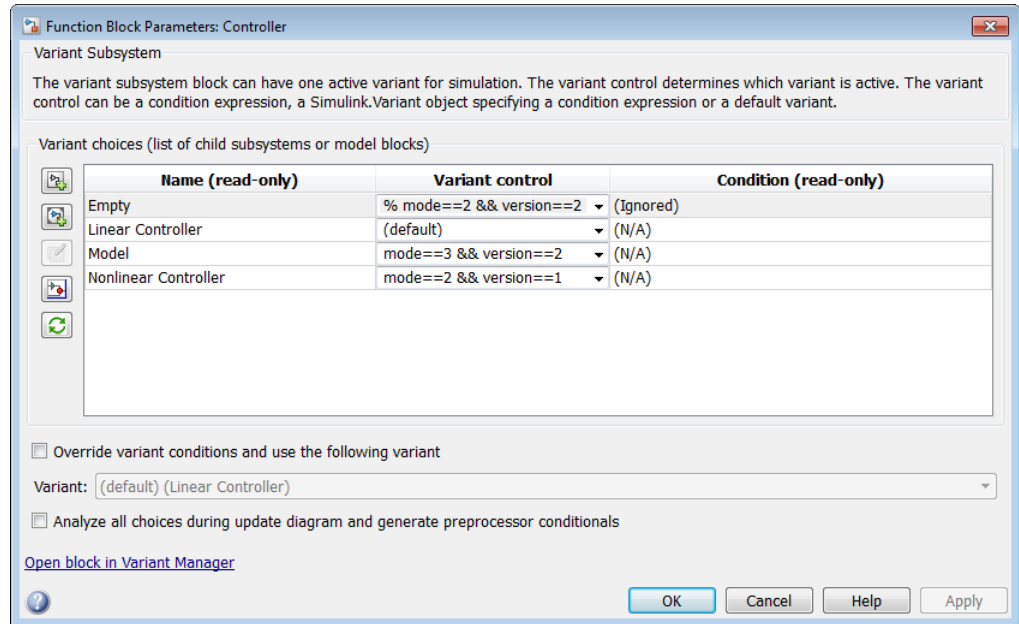 Function Block Parameters: Controller
Variant Subsystem
The variant subsystem block can have one active variant for simulation. The variant control determines which variant is active. The variant
control can be a condition expression, a Simulink.Variant object specifying a condition expression or a default variant.
Variant choices (list of child subsystems or model blocks)
Name (read-only) Variant control Condition (read-only)
Empty % mode==2 && version==2 (Ignored)
Linear Controller (default) (N/A)
Model mode==3 && version==2 (N/A)
Nonlinear Controller mode==2 && version==1 (N/A)
Override variant conditions and use the following variant
Variant: (default) (Linear Controller)
Analyze all choices during update diagram and generate preprocessor conditionals
Open block in Variant Manager
OK Cancel Help Apply